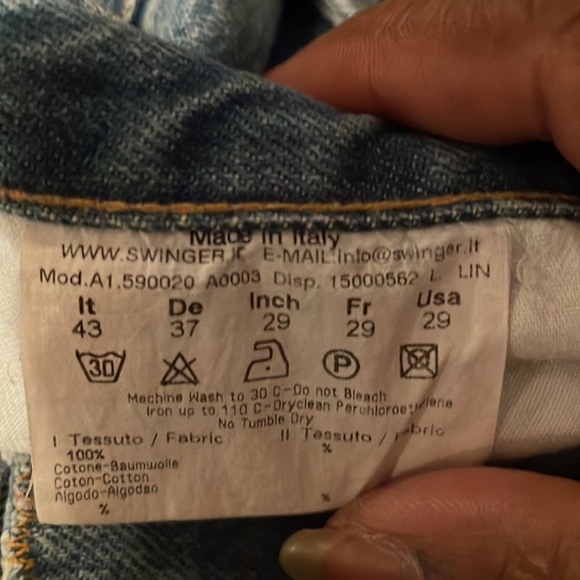 Made in Italy
WWW.SWINGER.IT E-MAIL:info@swinger.it
Mod.A1.590020 A0003 Disp. 15000562 L. LIN
It De Inch Fr Usa
43 37 29 29 29
30 P
Machine Wash to 30 C-Do not Bleach
Iron up to 110 C-Dryclean Perchloroetylene
No Tumble Dry
I Tessuto / Fabric II Tessuto / Fabric
100% %
Cotone-Baumwolle
Coton-Cotton
Algodo-Algodao
% %